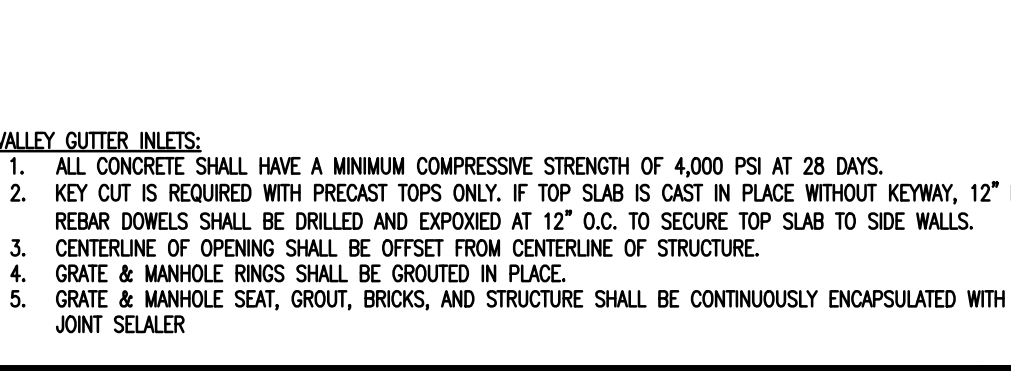 VALLEY GUTTER INLETS:
1. ALL CONCRETE SHALL HAVE A MINIMUM COMPRESSIVE STRENGTH OF 4,000 PSI AT 28 DAYS.
2. KEY CUT IS REQUIRED WITH PRECAST TOPS ONLY. IF TOP SLAB IS CAST IN PLACE WITHOUT KEYWAY, 12"
REBAR DOWELS SHALL BE DRILLED AND EXPOXIED AT 12" O.C. TO SECURE TOP SLAB TO SIDE WALLS.
3. CENTERLINE OF OPENING SHALL BE OFFSET FROM CENTERLINE OF STRUCTURE.
4. GRATE & MANHOLE RINGS SHALL BE GROUTED IN PLACE.
5. GRATE & MANHOLE SEAT, GROUT, BRICKS, AND STRUCTURE SHALL BE CONTINUOUSLY ENCAPSULATED WITH
JOINT SELALER